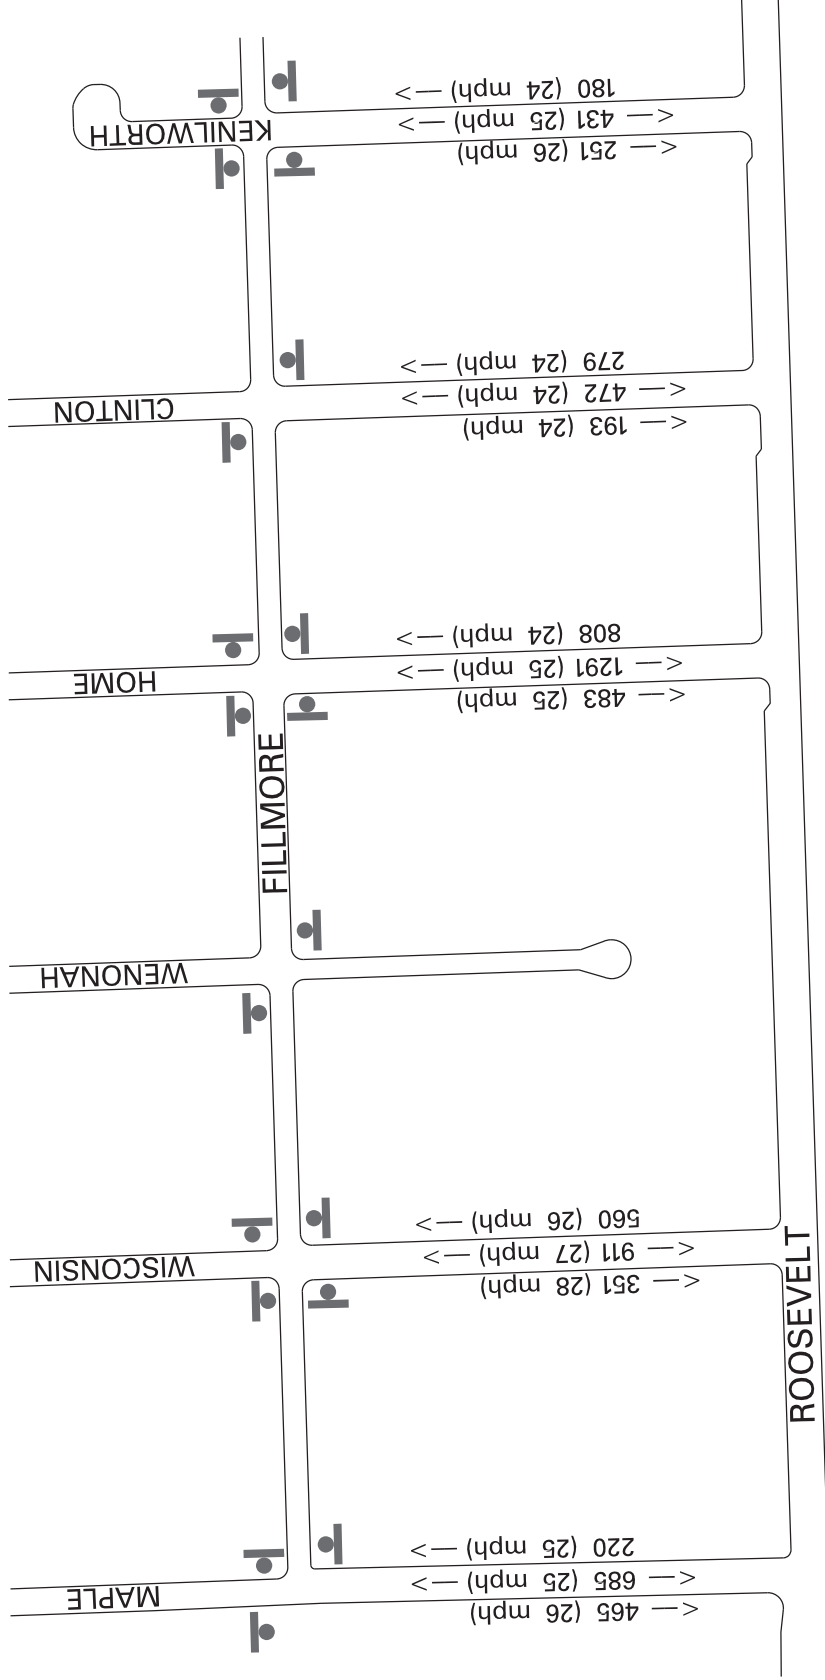 <— 465 (26 mph)
<— 685 (25 mph) —>
220 (25 mph) —>
MAPLE
<— 351 (28 mph)
<— 911 (27 mph) —>
560 (26 mph) —>
WISCONSIN
ROOSEVELT
WENONAH
FILLMORE
<— 483 (25 mph)
<— 1291 (25 mph) —>
808 (24 mph) —>
HOME
<— 193 (24 mph)
<— 472 (24 mph) —>
279 (24 mph) —>
CLINTON
<— 251 (26 mph)
<— 431 (25 mph) —>
180 (24 mph) —>
KENILWORTH